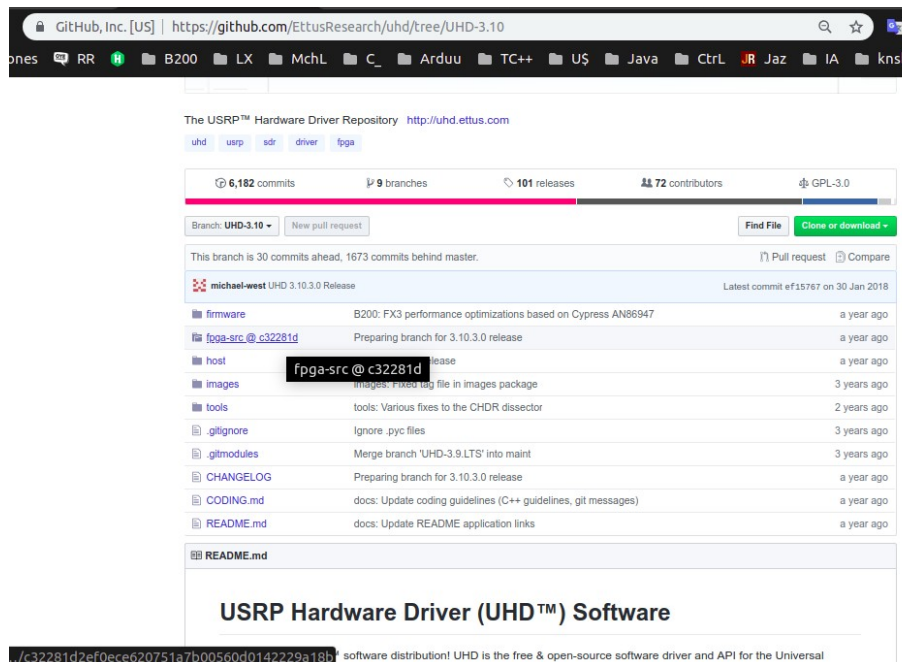 GitHub, Inc. [US] | https://github.com/EttusResearch/uhd/tree/UHD-3.10
ones RR B200 LX MchL C_ Arduu TC++ U$ Java CtrL JR Jaz IA kns
The USRP™ Hardware Driver Repository http://uhd.ettus.com
uhd usrp sdr driver fpga
6,182 commits 9 branches 101 releases 72 contributors GPL-3.0
Branch: UHD-3.10 New pull request Find File Clone or download
This branch is 30 commits ahead, 1673 commits behind master. Pull request Compare
michael-west UHD 3.10.3.0 Release Latest commit ef15767 on 30 Jan 2018
firmware B200: FX3 performance optimizations based on Cypress AN86947 a year ago
fpga-src @ c32281d Preparing branch for 3.10.3.0 release a year ago
host lease a year ago
fpga-src @ c32281d
images images: Fixed tag file in images package 3 years ago
tools tools: Various fixes to the CHDR dissector 2 years ago
.gitignore Ignore .pyc files 3 years ago
.gitmodules Merge branch 'UHD-3.9.LTS' into maint 3 years ago
CHANGELOG Preparing branch for 3.10.3.0 release a year ago
CODING.md docs: Update coding guidelines (C++ guidelines, git messages) a year ago
README.md docs: Update README application links a year ago
README.md
USRP Hardware Driver (UHD™) Software
../c32281d2ef0ece620751a7b00560d0142229a18b software distribution! UHD is the free & open-source software driver and API for the Universal